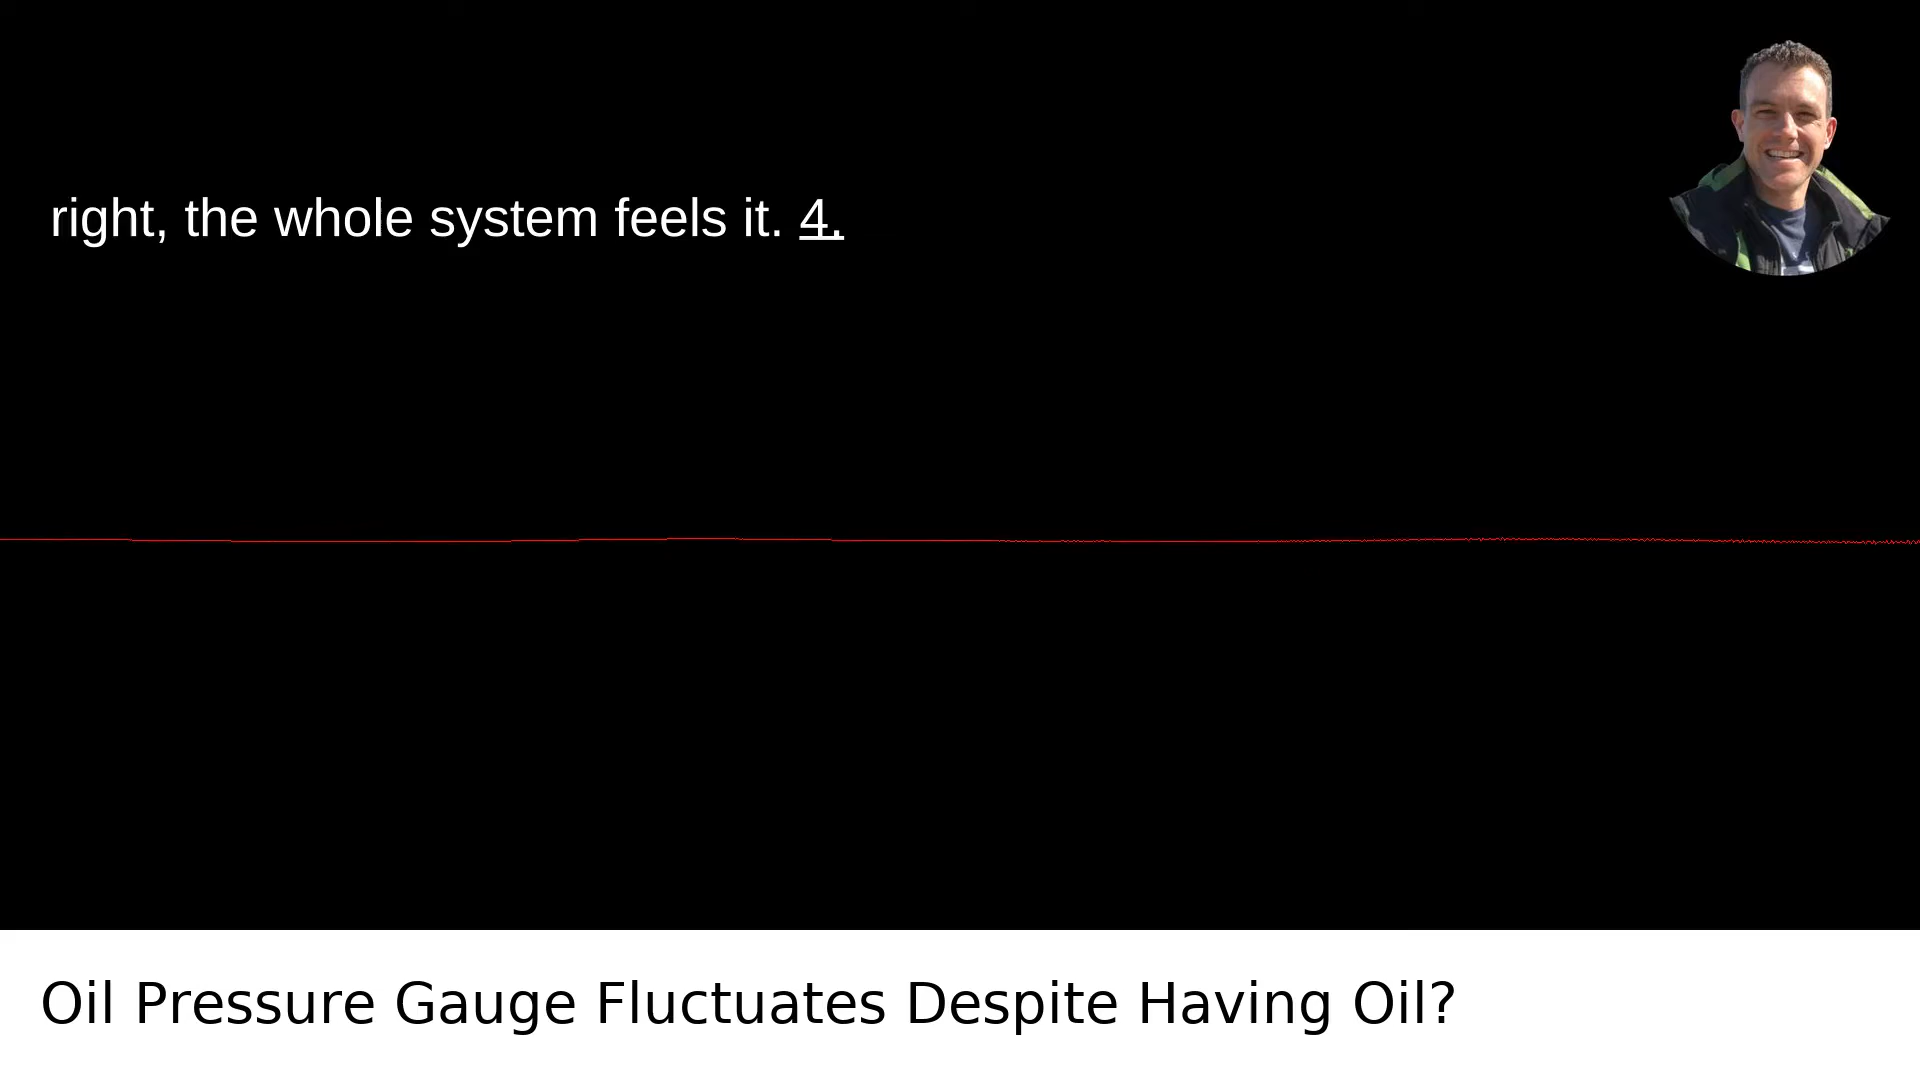 right, the whole system feels it. 4.
Oil Pressure Gauge Fluctuates Despite Having Oil?